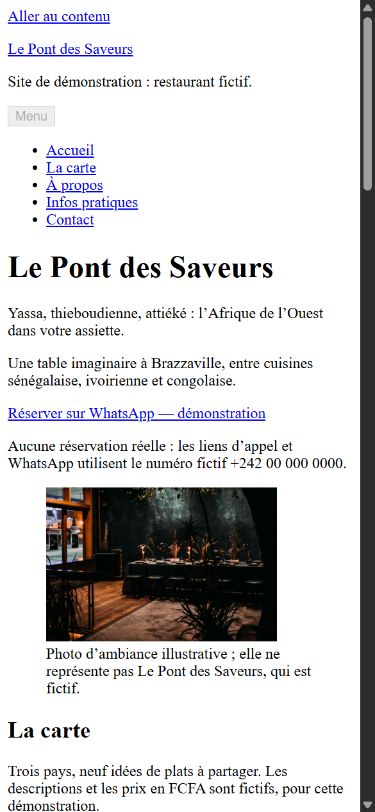 Aller au contenu
Le Pont des Saveurs
Site de démonstration : restaurant fictif.
Menu
Accueil
La carte
À propos
Infos pratiques
Contact
Le Pont des Saveurs
Yassa, thieboudienne, attiéké : l’Afrique de l’Ouest
dans votre assiette.
Une table imaginaire à Brazzaville, entre cuisines
sénégalaise, ivoirienne et congolaise.
Réserver sur WhatsApp — démonstration
Aucune réservation réelle : les liens d’appel et
WhatsApp utilisent le numéro fictif +242 00 000 0000.
Photo d’ambiance illustrative ; elle ne
représente pas Le Pont des Saveurs, qui est
fictif.
La carte
Trois pays, neuf idées de plats à partager. Les
descriptions et les prix en FCFA sont fictifs, pour cette
démonstration.